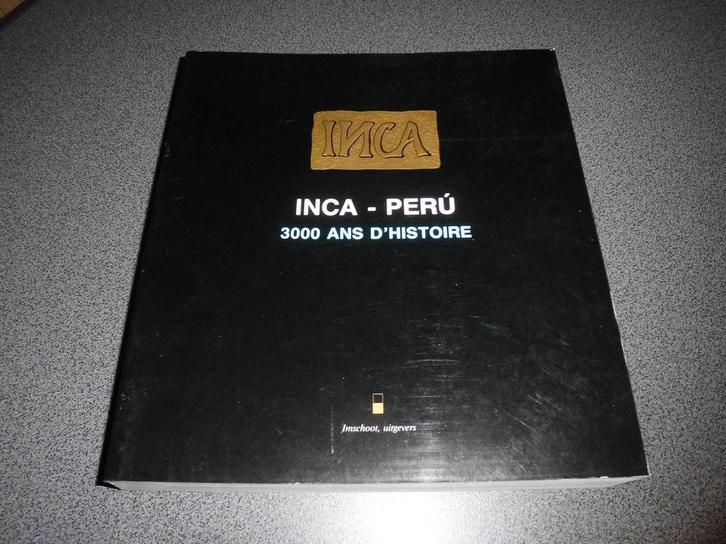 INCA
INCA - PERÚ
3000 ANS D'HISTOIRE
Imschoot, uitgevers